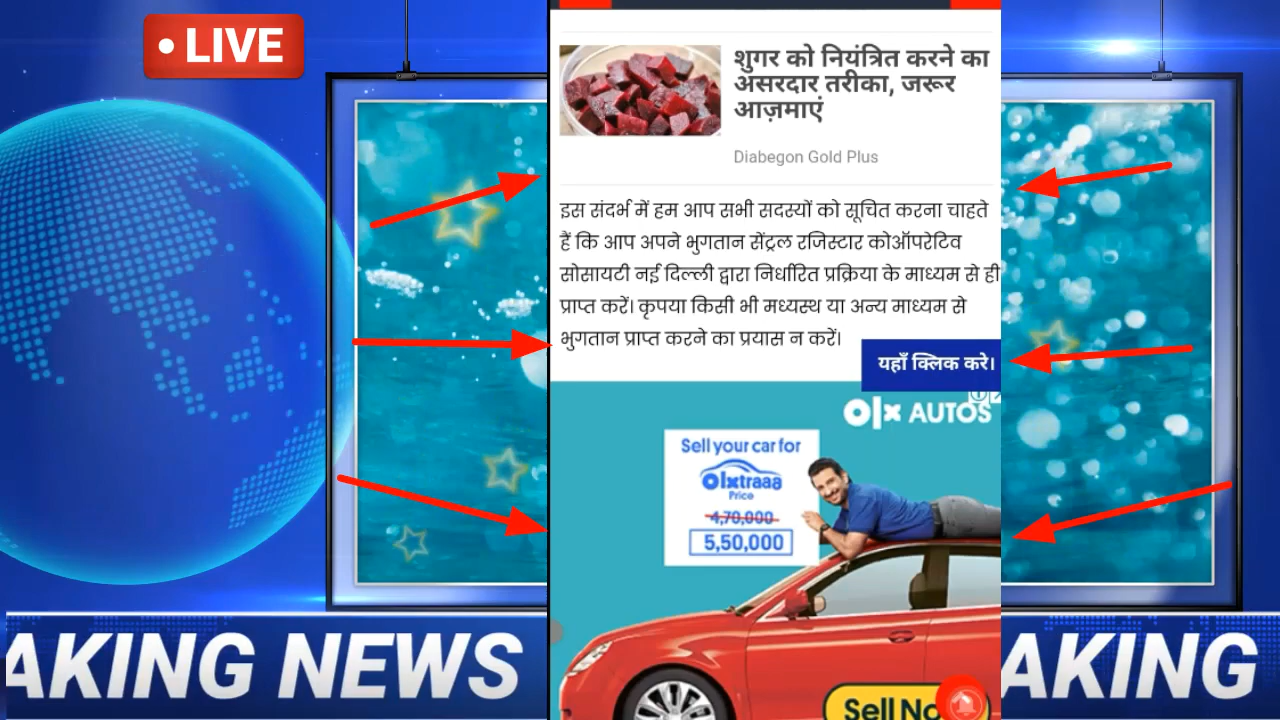 LIVE
शुगर को नियंत्रित करने का
असरदार तरीका, जरूर
आज़माएं
Diabegon Gold Plus
इस संदर्भ में हम आप सभी सदस्यों को सूचित करना चाहते
हैं कि आप अपने भुगतान सेंट्रल रजिस्टार कोऑपरेटिव
सोसायटी नई दिल्ली द्वारा निर्धारित प्रक्रिया के माध्यम से ही
प्राप्त करें। कृपया किसी भी मध्यस्थ या अन्य माध्यम से
भुगतान प्राप्त करने का प्रयास न करें।
यहाँ क्लिक करे।
olx AUTOS
Sell your car for
olxtraaa
Price
4,70,000
5,50,000
Sell No
AKING NEWS
AKING